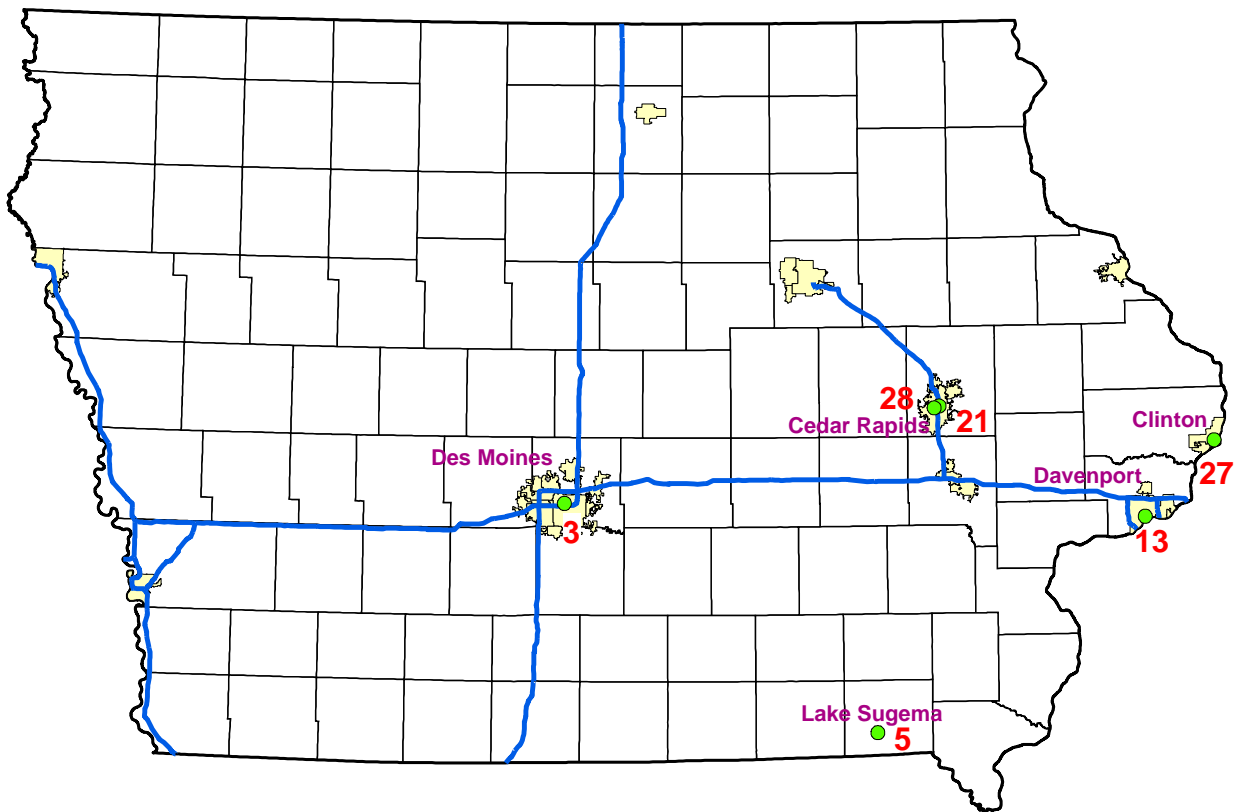 28
Cedar Rapids
21
Clinton
Des Moines
Davenport
27
3
13
Lake Sugema
5